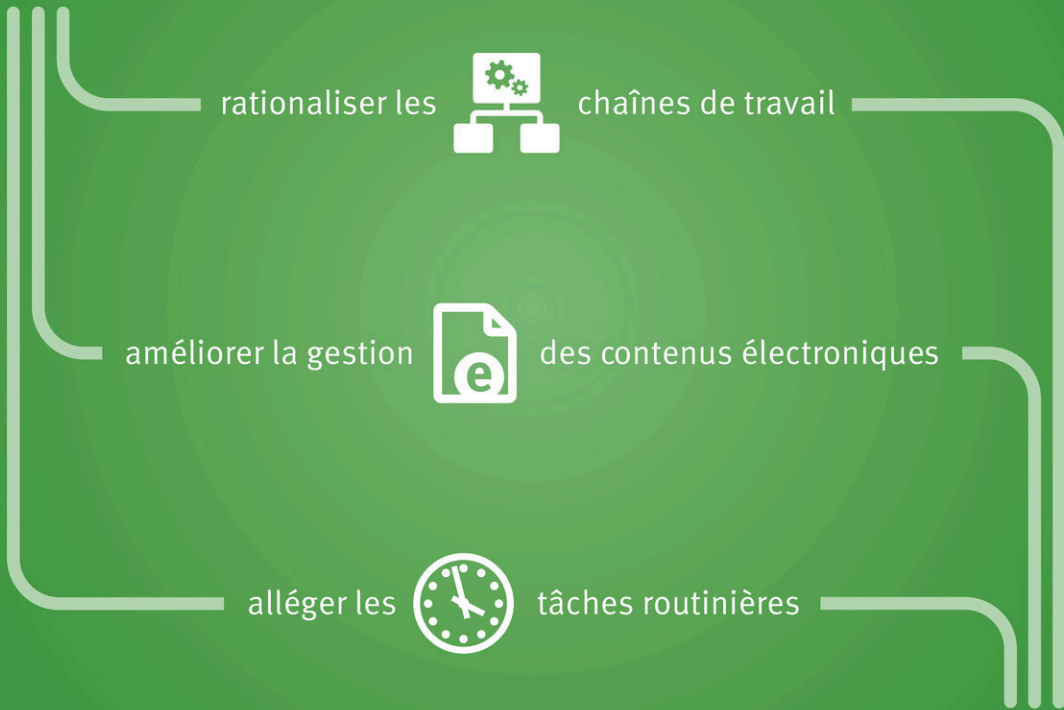 rationaliser les chaînes de travail
améliorer la gestion e des contenus électroniques
alléger les tâches routinières